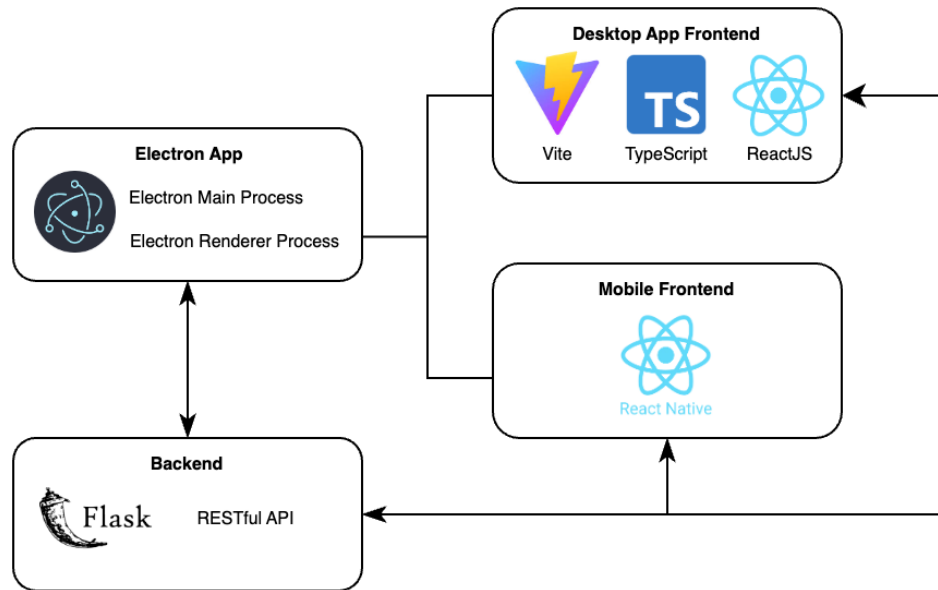 Desktop App Frontend
TS
Vite
TypeScript
ReactJS
Electron App
Electron Main Process
Electron Renderer Process
Mobile Frontend
React Native
Backend
Flask
RESTful API